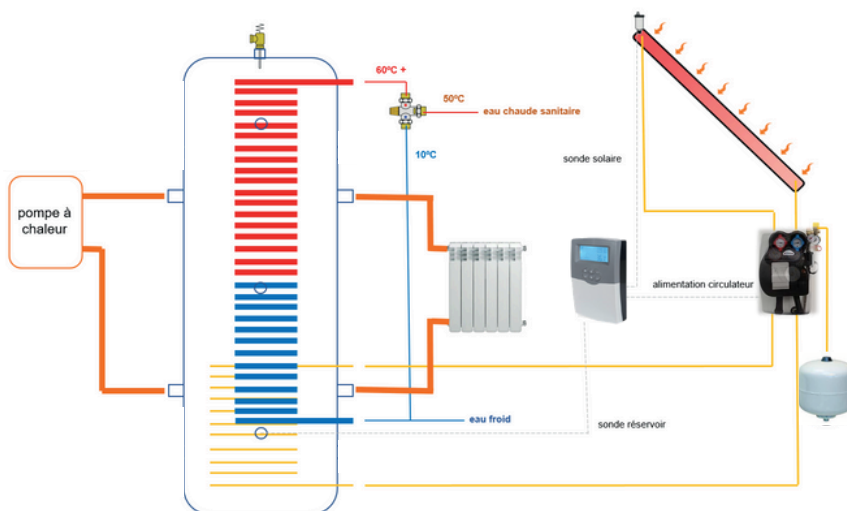 60ºC +
50ºC
eau chaude sanitaire
10ºC
sonde solaire
pompe à
chaleur
alimentation circulateur
eau froid
sonde réservoir